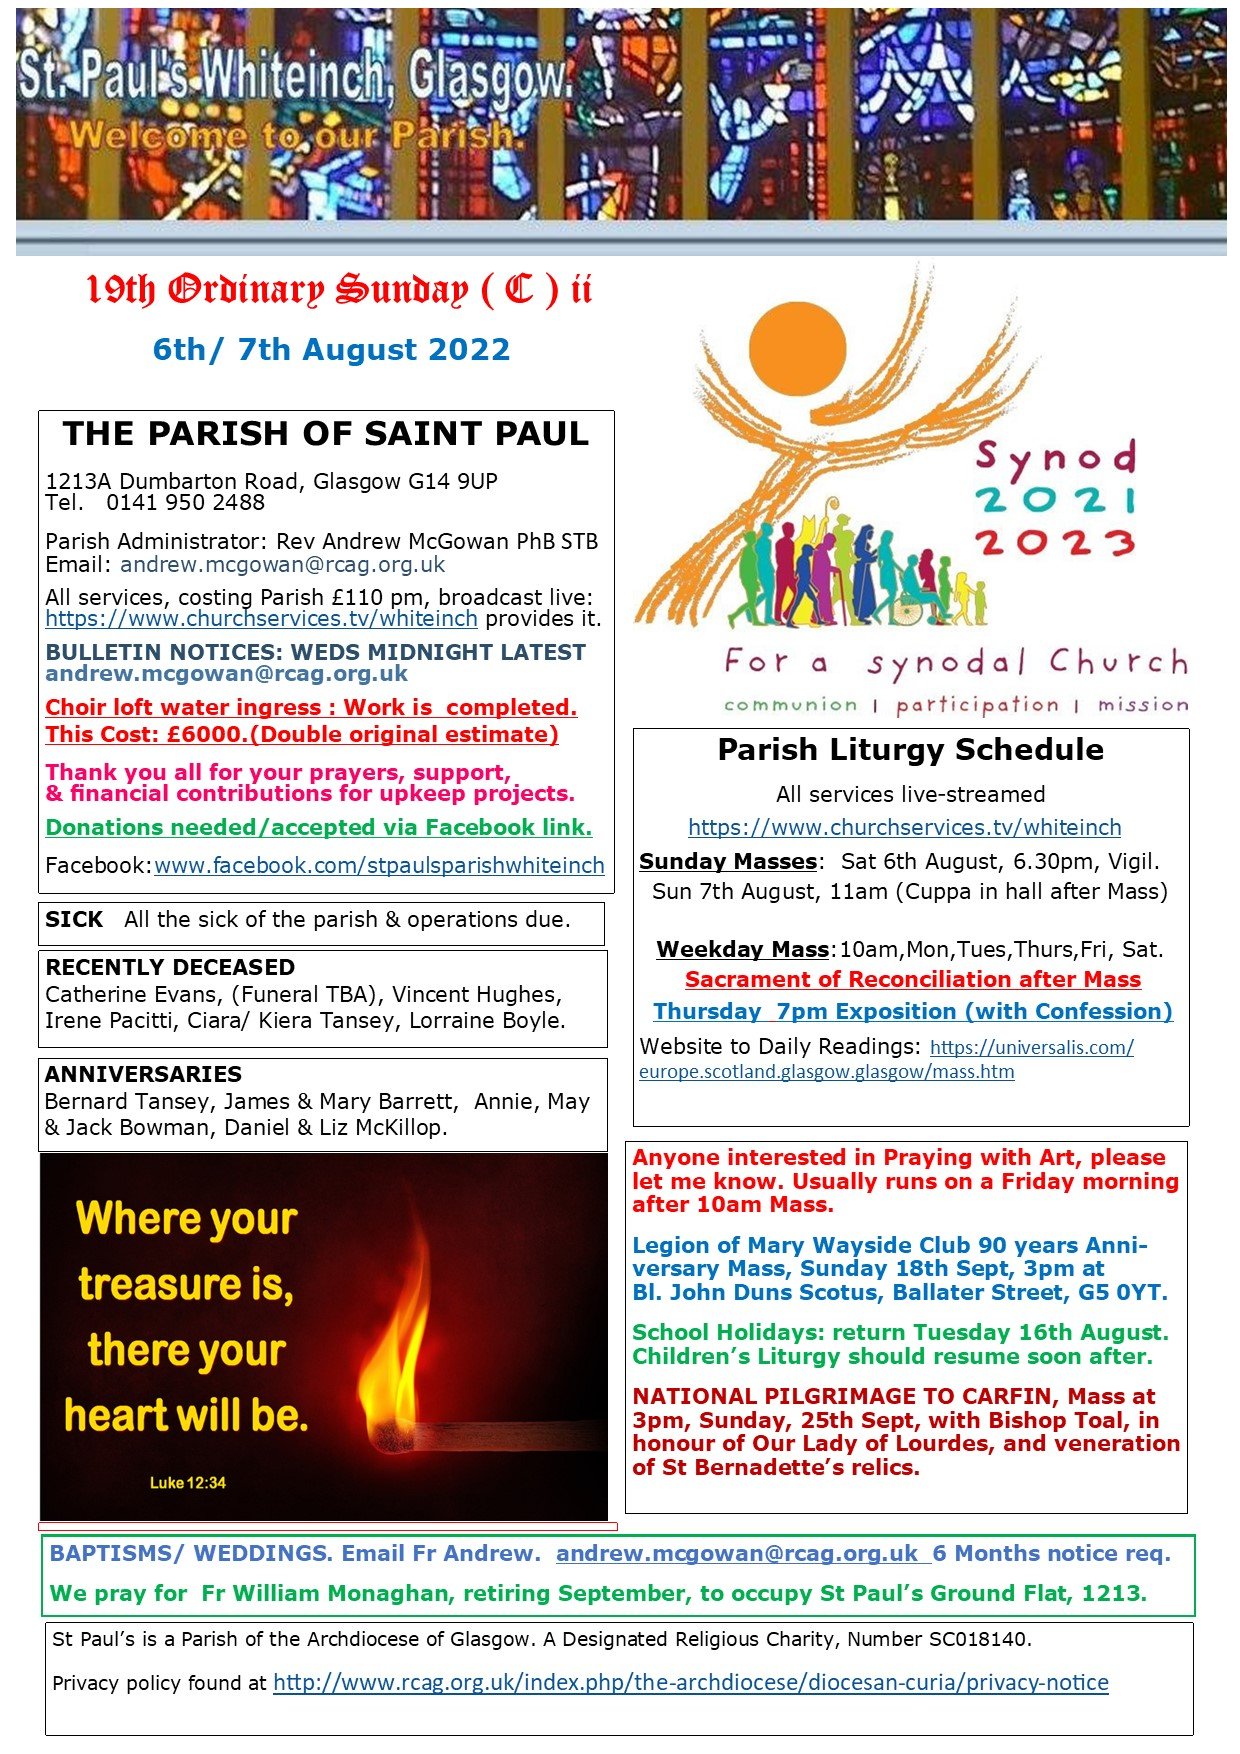 St. Paul's Whiteinch, Glasgow.
Welcome to our Parish.
19th Ordinary Sunday ( C ) ii
6th/ 7th August 2022
THE PARISH OF SAINT PAUL
1213A Dumbarton Road, Glasgow G14 9UP
Tel.   0141 950 2488
Parish Administrator: Rev Andrew McGowan PhB STB
Email: andrew.mcgowan@rcag.org.uk
All services, costing Parish £110 pm, broadcast live:
https://www.churchservices.tv/whiteinch provides it.
BULLETIN NOTICES: WEDS MIDNIGHT LATEST
andrew.mcgowan@rcag.org.uk
Choir loft water ingress : Work is  completed.
This Cost: £6000.(Double original estimate)
Thank you all for your prayers, support,
& financial contributions for upkeep projects.
Donations needed/accepted via Facebook link.
Facebook:www.facebook.com/stpaulsparishwhiteinch
SICK   All the sick of the parish & operations due.
RECENTLY DECEASED
Catherine Evans, (Funeral TBA), Vincent Hughes,
Irene Pacitti, Ciara/ Kiera Tansey, Lorraine Boyle.
ANNIVERSARIES
Bernard Tansey, James & Mary Barrett,  Annie, May
& Jack Bowman, Daniel & Liz McKillop.
Where your
treasure is,
there your
heart will be.
Luke 12:34
Synod
2021
2023
For a synodal Church
communion | participation | mission
Parish Liturgy Schedule
All services live-streamed
https://www.churchservices.tv/whiteinch
Sunday Masses:  Sat 6th August, 6.30pm, Vigil.
Sun 7th August, 11am (Cuppa in hall after Mass)
Weekday Mass:10am,Mon,Tues,Thurs,Fri, Sat.
Sacrament of Reconciliation after Mass
Thursday  7pm Exposition (with Confession)
Website to Daily Readings: https://universalis.com/
europe.scotland.glasgow.glasgow/mass.htm
Anyone interested in Praying with Art, please
let me know. Usually runs on a Friday morning
after 10am Mass.
Legion of Mary Wayside Club 90 years Anni-
versary Mass, Sunday 18th Sept, 3pm at
Bl. John Duns Scotus, Ballater Street, G5 0YT.
School Holidays: return Tuesday 16th August.
Children’s Liturgy should resume soon after.
NATIONAL PILGRIMAGE TO CARFIN, Mass at
3pm, Sunday, 25th Sept, with Bishop Toal, in
honour of Our Lady of Lourdes, and veneration
of St Bernadette’s relics.
BAPTISMS/ WEDDINGS. Email Fr Andrew.  andrew.mcgowan@rcag.org.uk  6 Months notice req.
We pray for  Fr William Monaghan, retiring September, to occupy St Paul’s Ground Flat, 1213.
St Paul’s is a Parish of the Archdiocese of Glasgow. A Designated Religious Charity, Number SC018140.
Privacy policy found at http://www.rcag.org.uk/index.php/the-archdiocese/diocesan-curia/privacy-notice